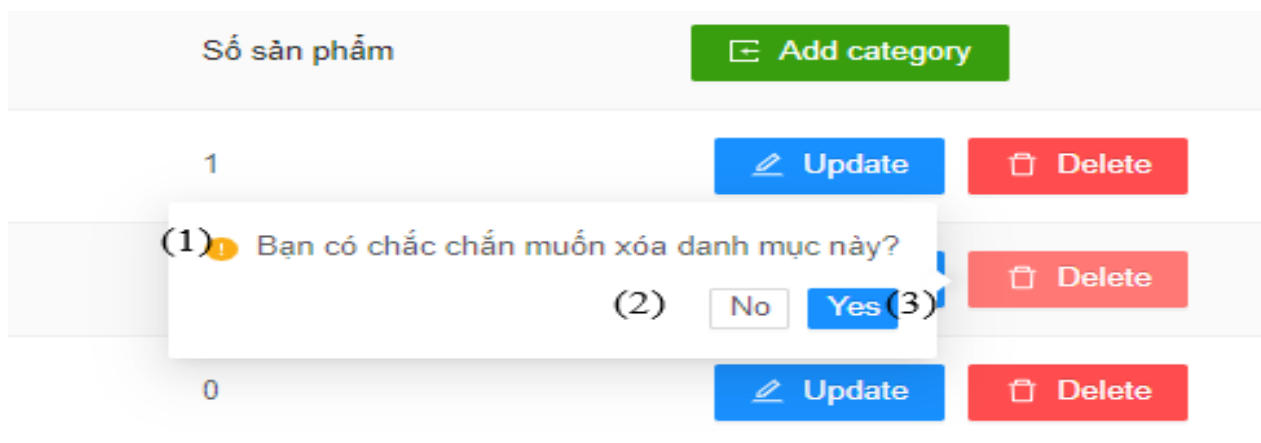 Số sản phẩm Add category
1 Update Delete
(1) Bạn có chắc chắn muốn xóa danh mục này?
Delete
(2) No Yes (3)
0 Update Delete